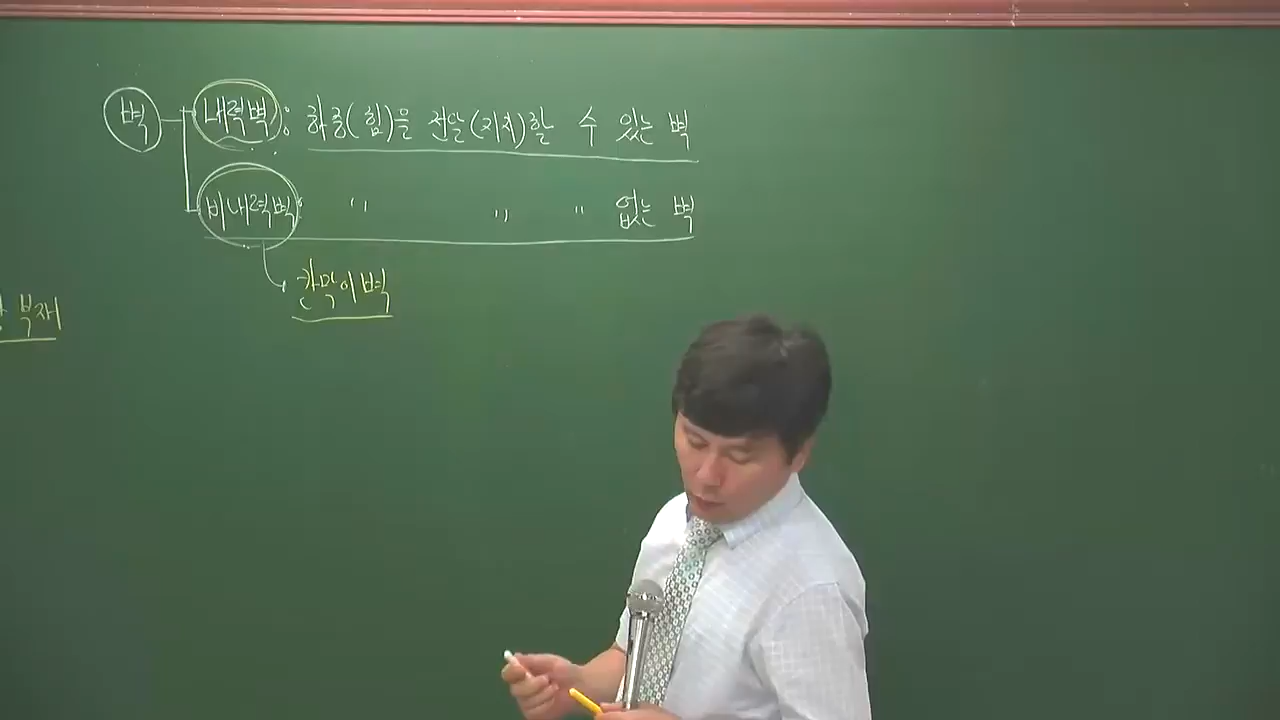 벽 내력벽: 하중(힘)을 전달(지지)할 수 있는 벽
비내력벽: 〃 〃 〃 없는 벽
칸막이벽
부재